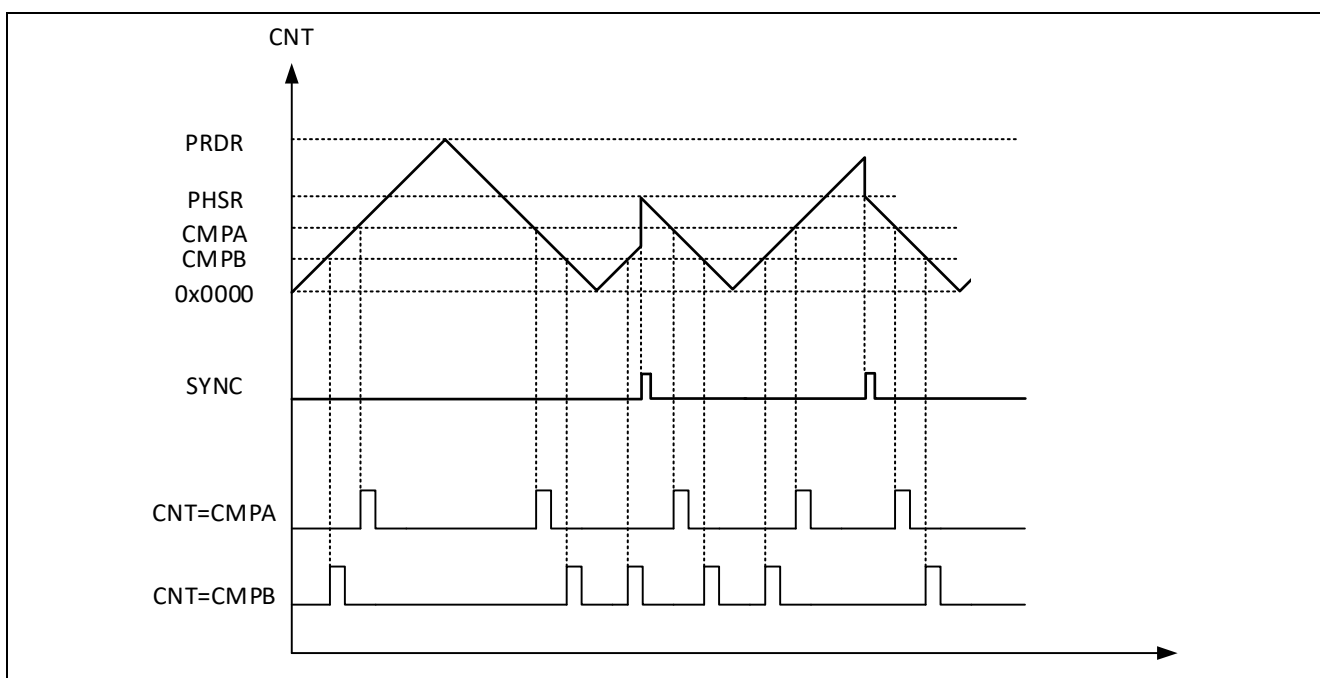 CNT
PRDR
PHSR
CMPA
CMPB
0x0000
SYNC
CNT=CMPA
CNT=CMPB